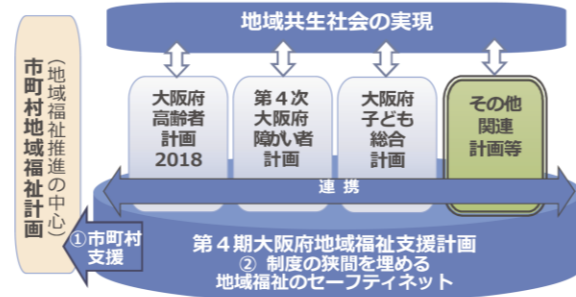 地域共生社会の実現
市町村地域福祉計画
（地域福祉推進の中心）
大阪府
高齢者
計画
2018
第４次
大阪府
障がい者
計画
大阪府
子ども
総合
計画
その他
関連
計画等
連 携
①市町村
支援
第４期大阪府地域福祉支援計画
② 制度の狭間を埋める
地域福祉のセーフティネット